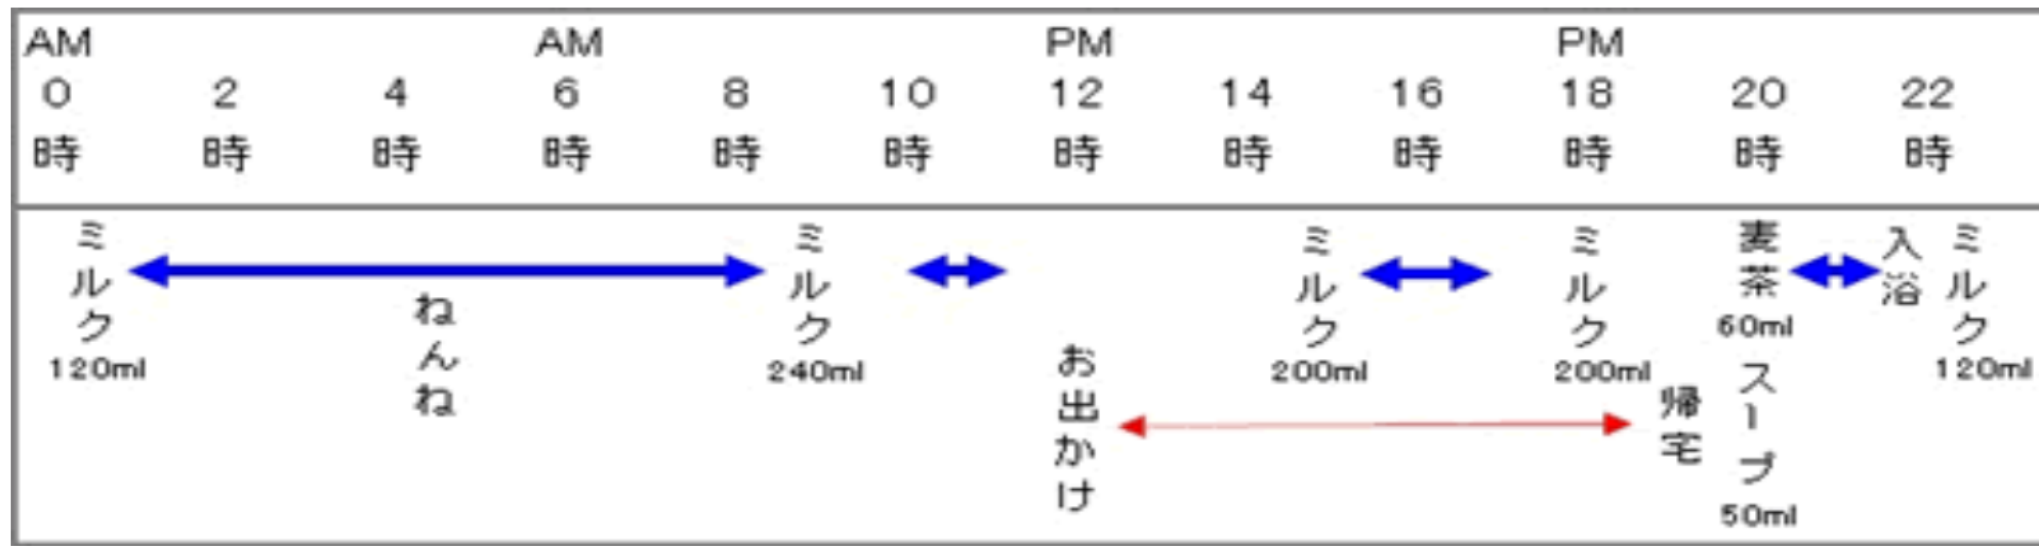 AM AM PM PM
0 2 4 6 8 10 12 14 16 18 20 22
時 時 時 時 時 時 時 時 時 時 時 時
ミルク
120ml
ねんね
ミルク
240ml
お出かけ
ミルク
200ml
ミルク
200ml
帰宅
麦茶
60ml
スープ
50ml
入浴
ミルク
120ml